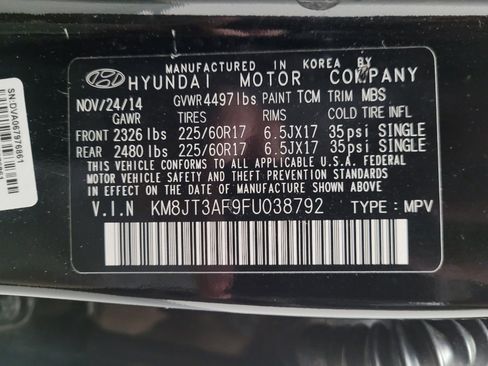 MANUFACTURED IN KOREA BY
HYUNDAI MOTOR COMPANY
NOV/24/14 GVWR4497lbs PAINT TCM TRIM MBS
GAWR TIRES RIMS COLD TIRE INFL
FRONT 2326 lbs 225/60R17 6.5JX17 35psi SINGLE
REAR 2480 lbs 225/60R17 6.5JX17 35psi SINGLE
THIS VEHICLE CONFORMS TO ALL APPLICABLE U.S.A FEDERAL
MOTOR VEHICLE SAFETY AND THEFT PREVENTION STANDARDS
IN EFFECT ON THE DATE OF MANUFACTURE SHOWN ABOVE
V.I.N KM8JT3AF9FU038792 TYPE : MPV
SN:DVIA067976861